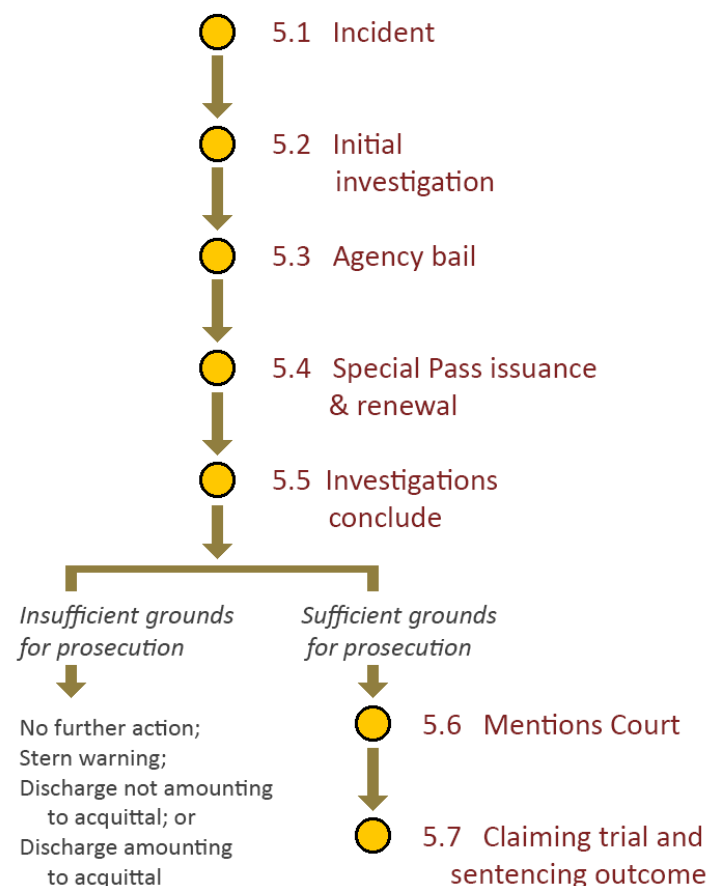 5.1 Incident
5.2 Initial
investigation
5.3 Agency bail
5.4 Special Pass issuance
& renewal
5.5 Investigations
conclude
Insufficient grounds
for prosecution
No further action;
Stern warning;
Discharge not amounting
to acquittal; or
Discharge amounting
to acquittal
Sufficient grounds
for prosecution
5.6 Mentions Court
5.7 Claiming trial and
sentencing outcome